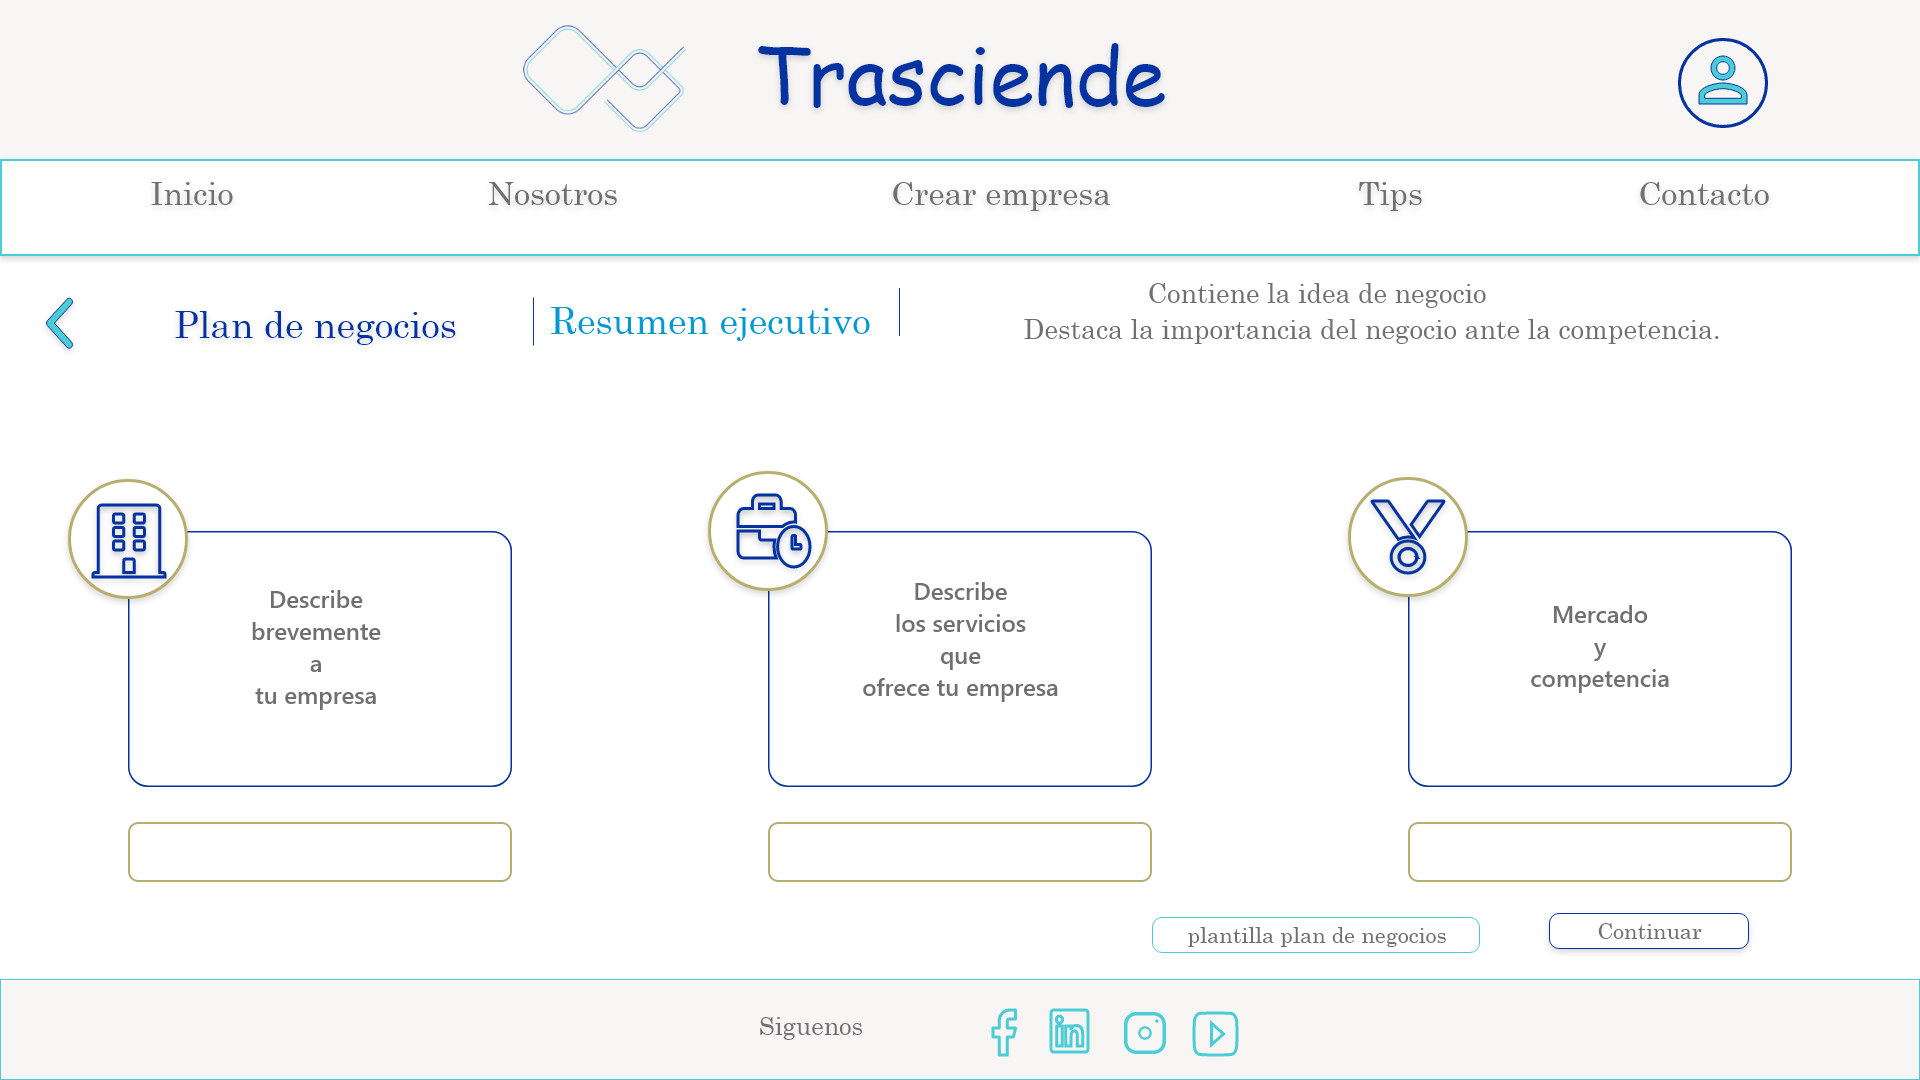 Trasciende
Inicio
Nosotros
Crear empresa
Tips
Contacto
Plan de negocios
Resumen ejecutivo
Contiene la idea de negocio
Destaca la importancia del negocio ante la competencia.
Describe
brevemente
a
tu empresa
Describe
los servicios
que
ofrece tu empresa
Mercado
y
competencia
plantilla plan de negocios
Continuar
Siguenos